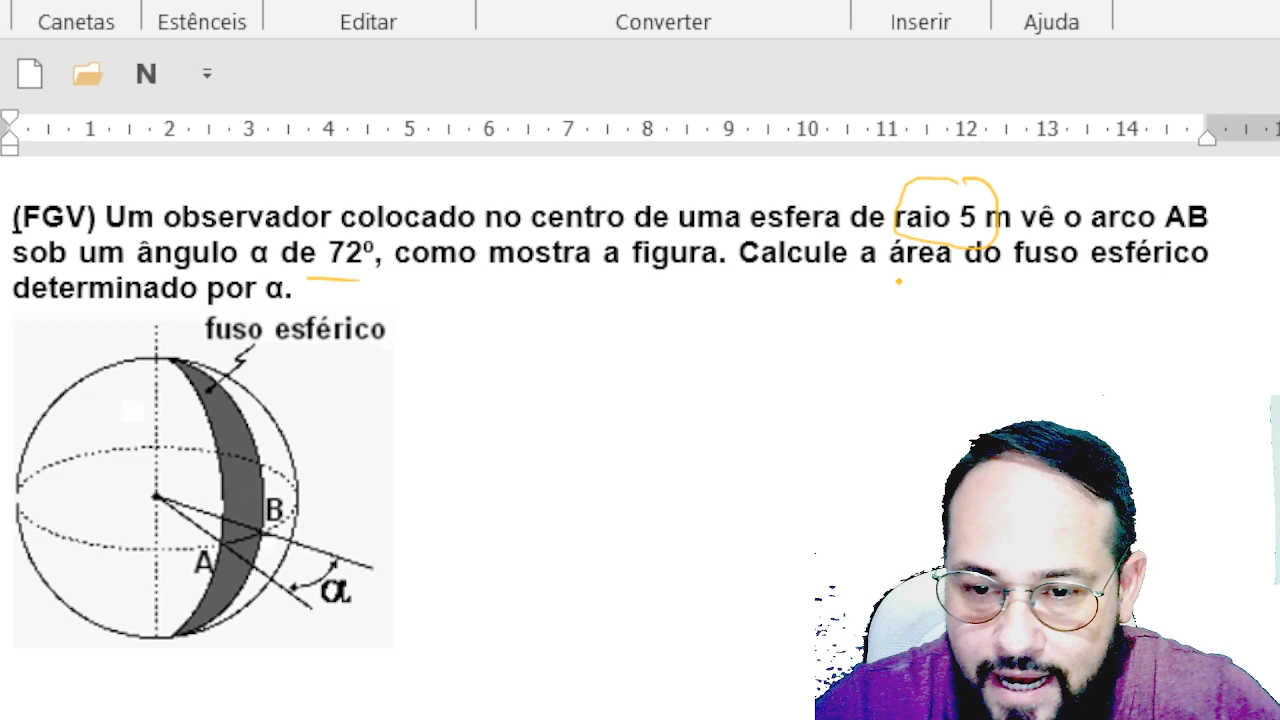 Canetas Estênceis Editar Converter Inserir Ajuda
N
1 2 3 4 5 6 7 8 9 10 11 12 13 14
(FGV) Um observador colocado no centro de uma esfera de raio 5 m vê o arco AB
sob um ângulo α de 72º, como mostra a figura. Calcule a área do fuso esférico
determinado por α.
fuso esférico
B
A
α